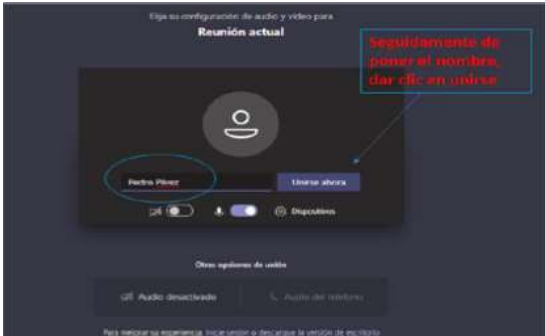 Elija su configuración de audio y vídeo para
Reunión actual
Seguidamente de
poner el nombre,
dar clic en unirse
Pedro Pérez
Unirse ahora
Dispositivos
Otras opciones de unión
Audio desactivado
Audio del teléfono
Para mejorar su experiencia, inicie sesión o descargue la versión de escritorio